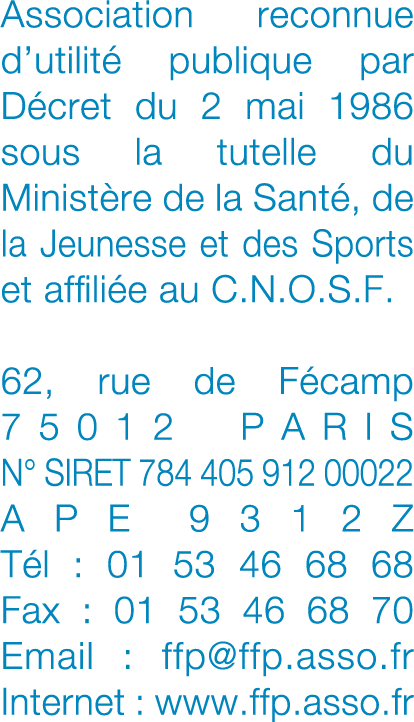 Association reconnue
d’utilité publique par
Décret du 2 mai 1986
sous la tutelle du
Ministère de la Santé, de
la Jeunesse et des Sports
et affiliée au C.N.O.S.F.

62, rue de Fécamp
75012 PARIS
N° SIRET 784 405 912 00022
APE 9312Z
Tél : 01 53 46 68 68
Fax : 01 53 46 68 70
Email : ffp@ffp.asso.fr
Internet : www.ffp.asso.fr